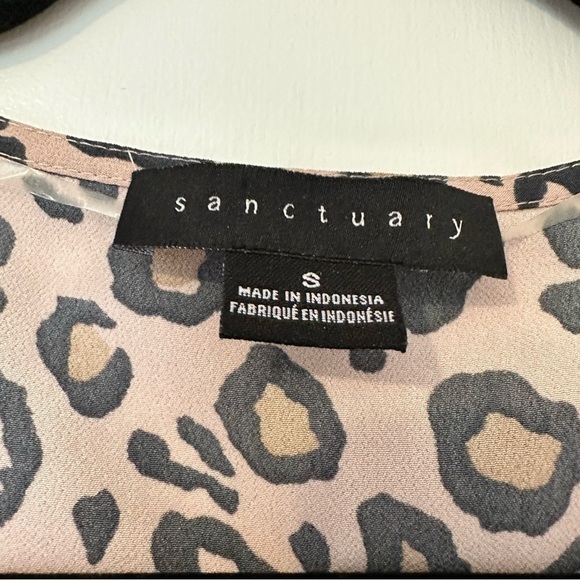 sanctuary
S
MADE IN INDONESIA
FABRIQUÉ EN INDONÉSIE